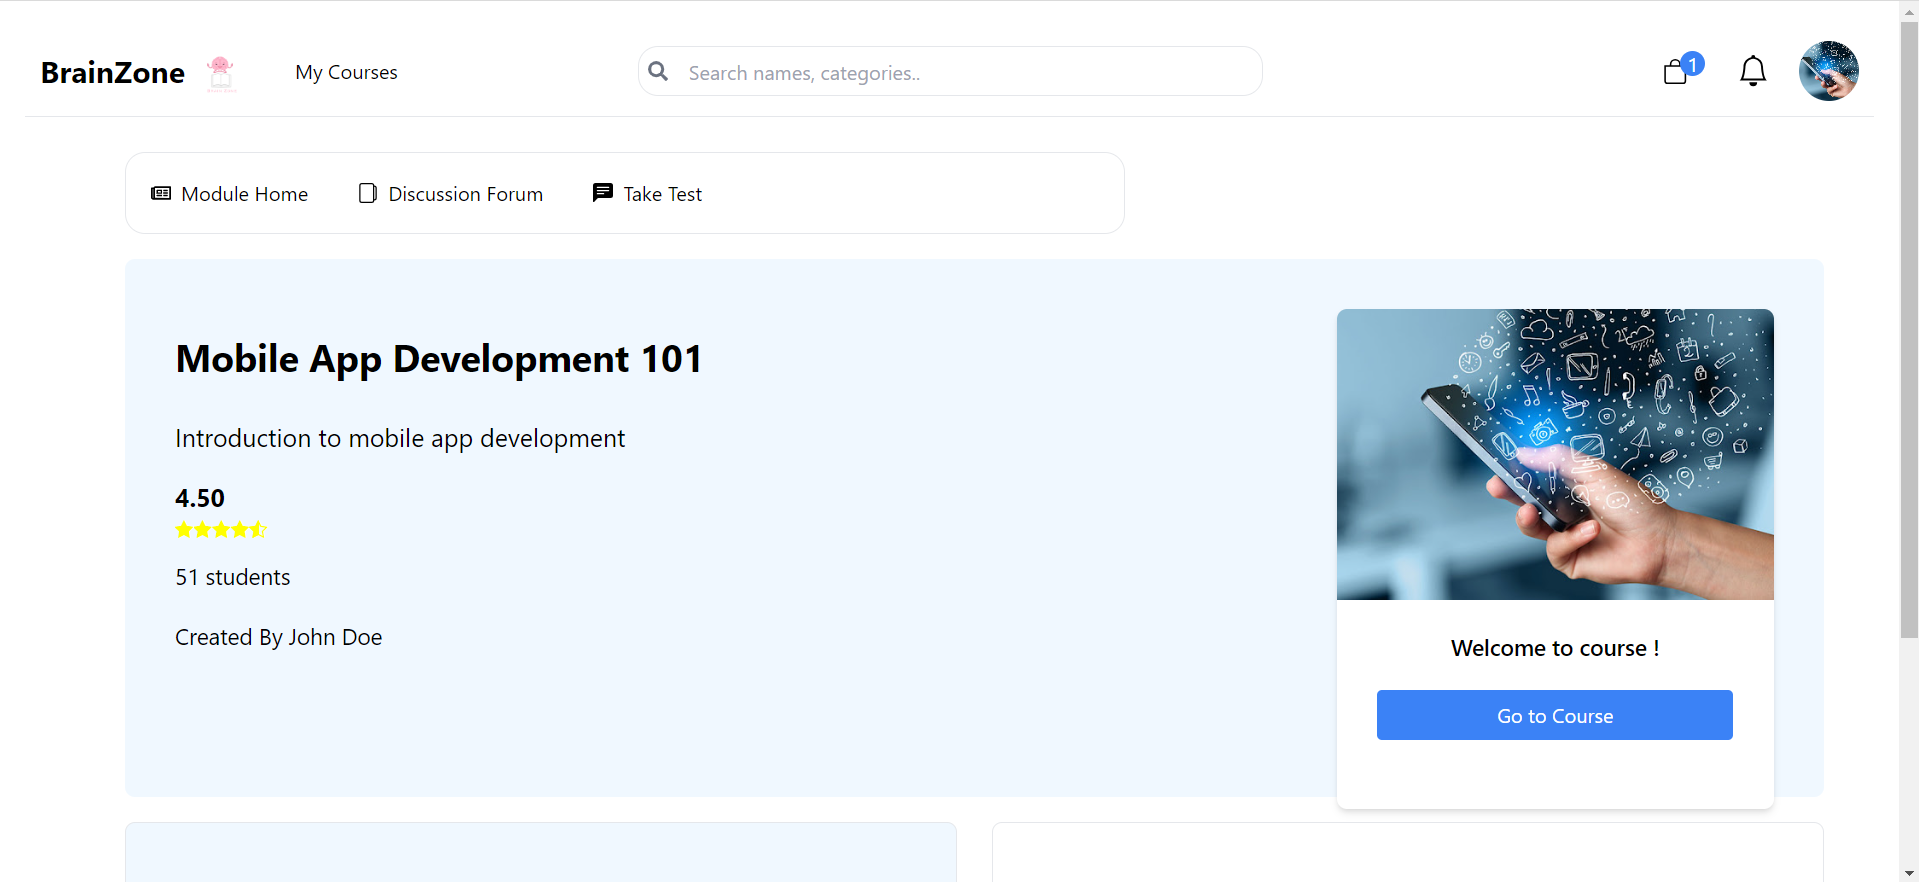 BrainZone
My Courses
Search names, categories..
1
Module Home
Discussion Forum
Take Test
Mobile App Development 101
Introduction to mobile app development
4.50
51 students
Created By John Doe
Welcome to course !
Go to Course